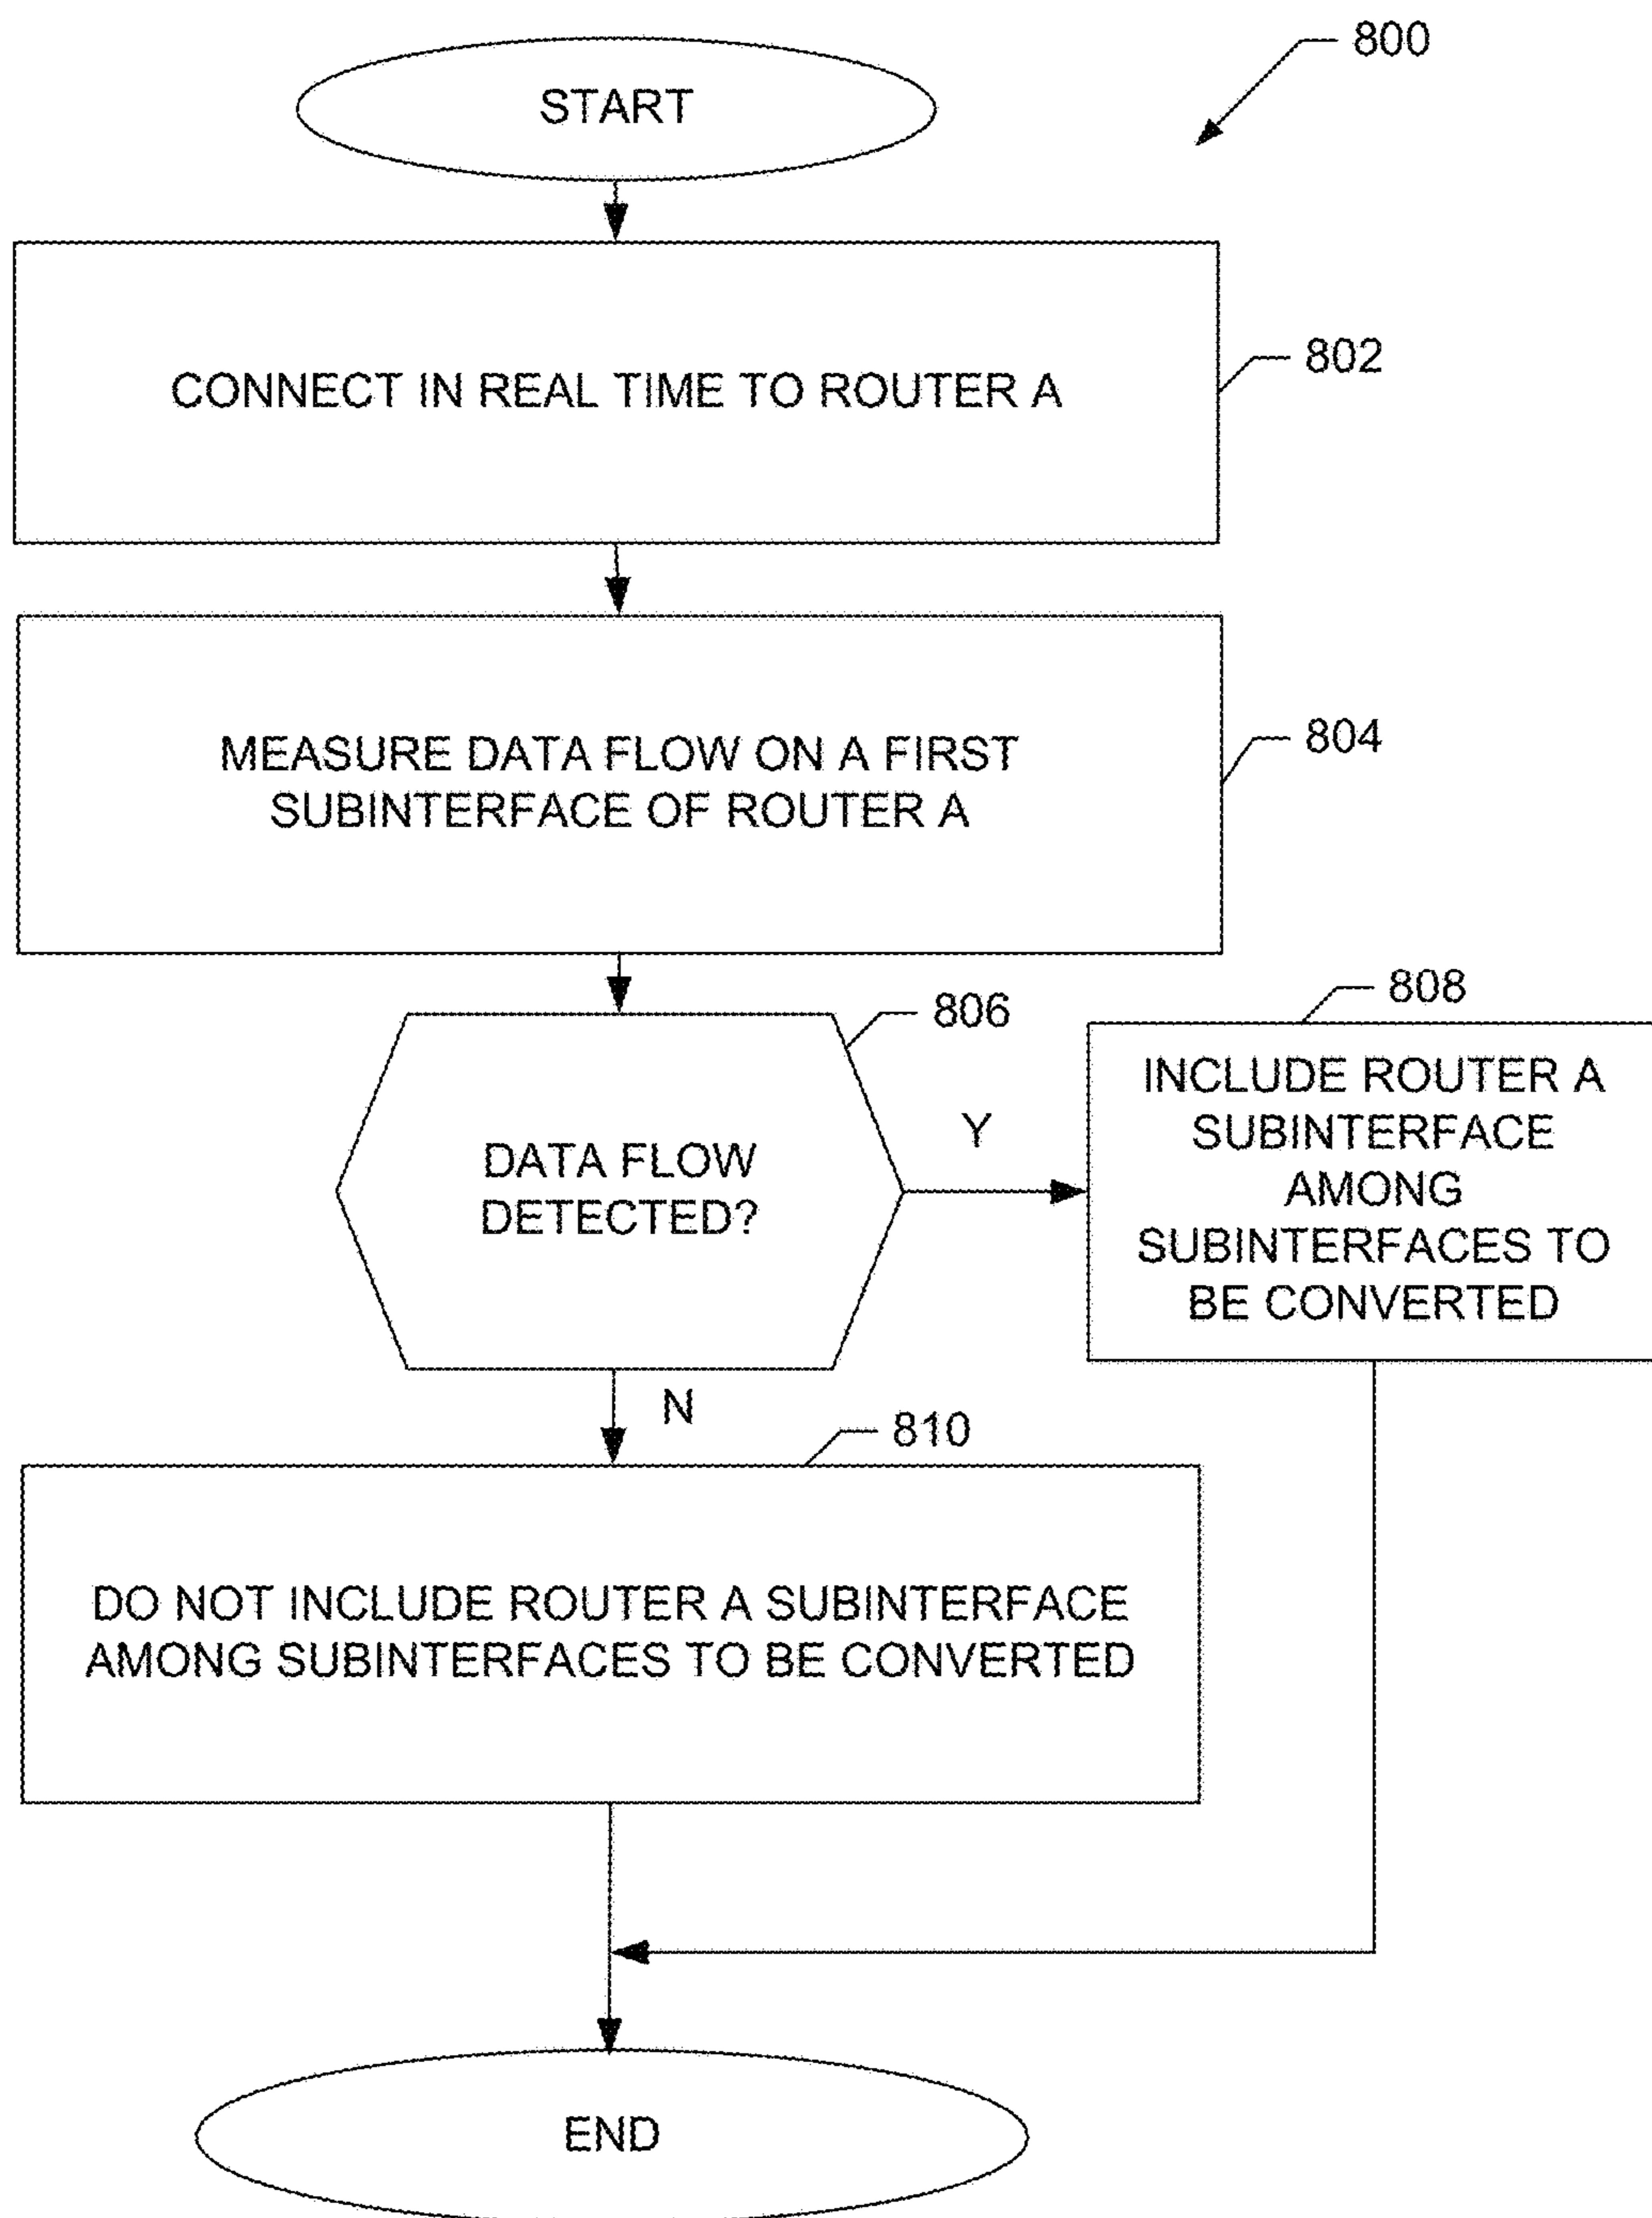 800
START
CONNECT IN REAL TIME TO ROUTER A
802
MEASURE DATA FLOW ON A FIRST
SUBINTERFACE OF ROUTER A
804
806
DATA FLOW
DETECTED?
Y
808
INCLUDE ROUTER A
SUBINTERFACE
AMONG
SUBINTERFACES TO
BE CONVERTED
N
810
DO NOT INCLUDE ROUTER A SUBINTERFACE
AMONG SUBINTERFACES TO BE CONVERTED
END